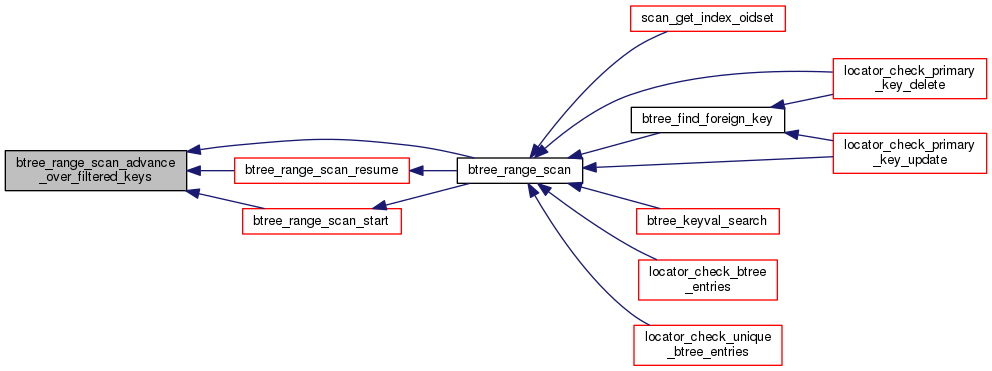 btree_range_scan_advance
_over_filtered_keys
btree_range_scan_resume
btree_range_scan_start
btree_range_scan
scan_get_index_oidset
btree_find_foreign_key
locator_check_primary
_key_delete
locator_check_primary
_key_update
btree_keyval_search
locator_check_btree
_entries
locator_check_unique
_btree_entries